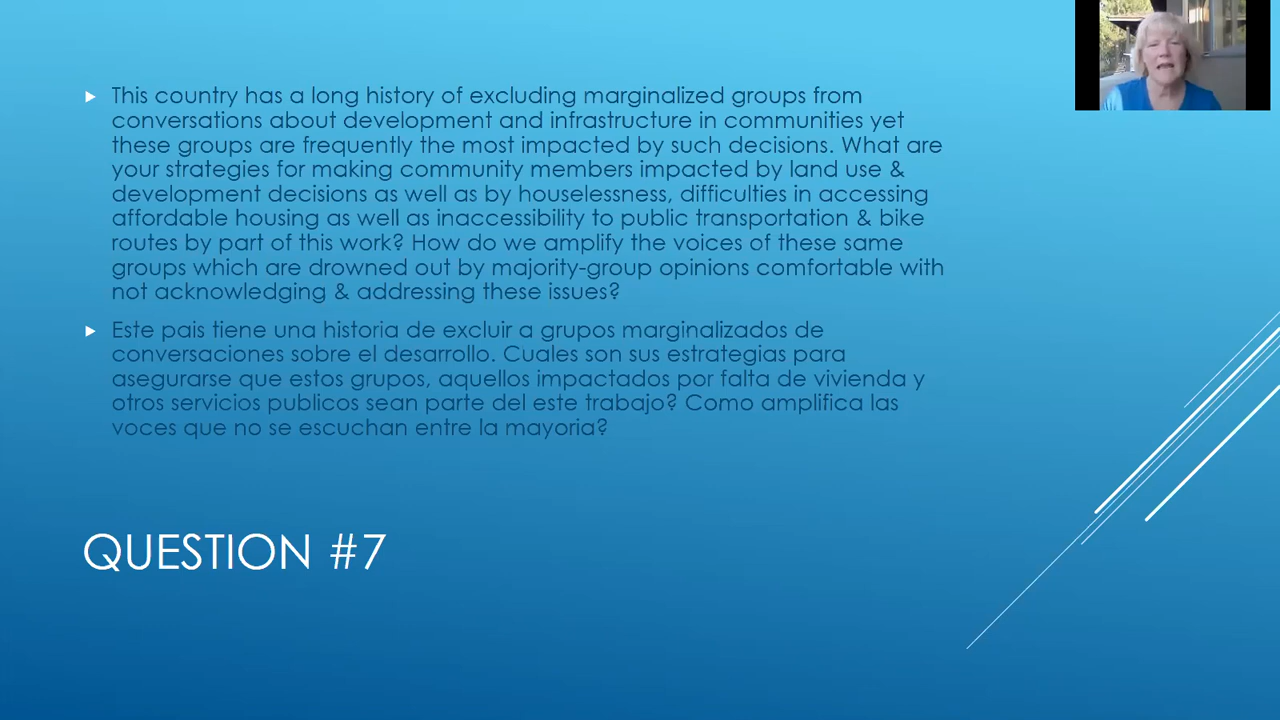 This country has a long history of excluding marginalized groups from
conversations about development and infrastructure in communities yet
these groups are frequently the most impacted by such decisions. What are
your strategies for making community members impacted by land use &
development decisions as well as by houselessness, difficulties in accessing
affordable housing as well as inaccessibility to public transportation & bike
routes by part of this work? How do we amplify the voices of these same
groups which are drowned out by majority-group opinions comfortable with
not acknowledging & addressing these issues?
Este pais tiene una historia de excluir a grupos marginalizados de
conversaciones sobre el desarrollo. Cuales son sus estrategias para
asegurarse que estos grupos, aquellos impactados por falta de vivienda y
otros servicios publicos sean parte del este trabajo? Como amplifica las
voces que no se escuchan entre la mayoria?
QUESTION #7